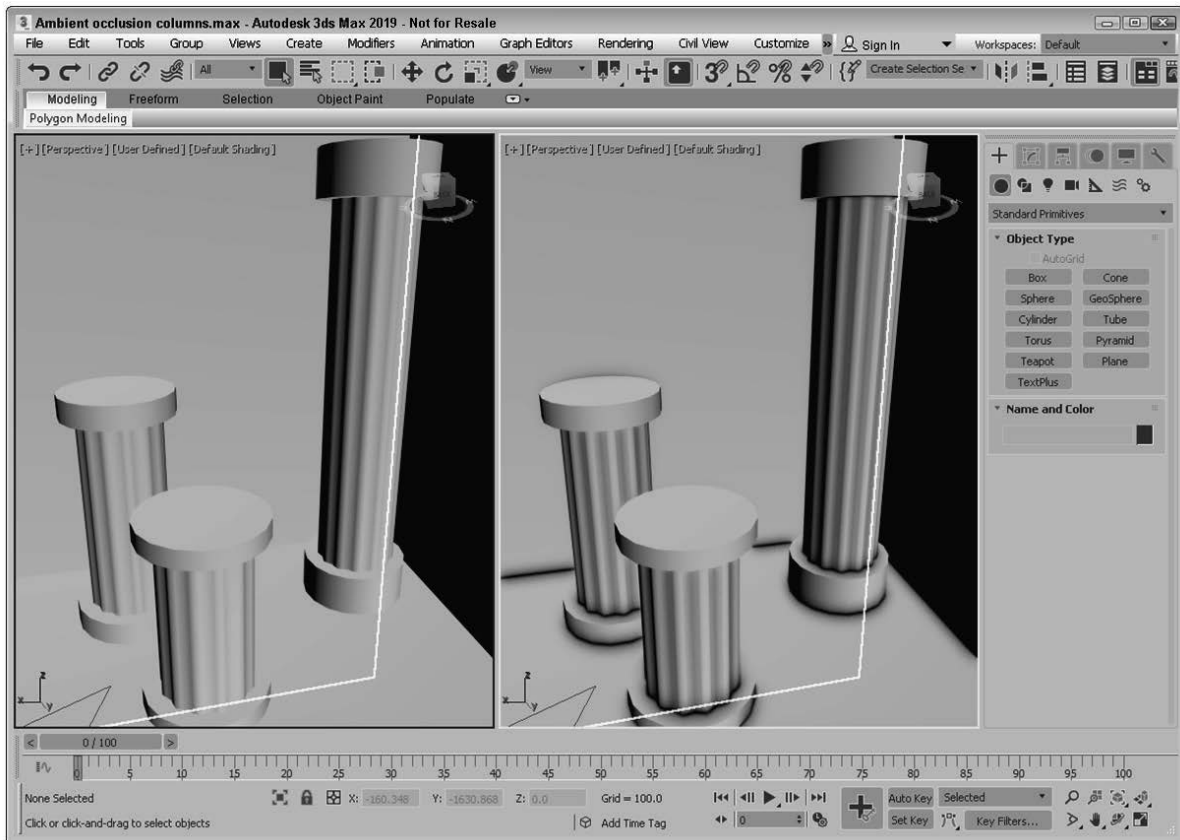 3 Ambient occlusion columns.max - Autodesk 3ds Max 2019 - Not for Resale
File Edit Tools Group Views Create Modifiers Animation Graph Editors Rendering Civil View Customize » Sign In Workspaces: Default
All View Create Selection Se
Modeling Freeform Selection Object Paint Populate
Polygon Modeling
[+] [Perspective] [User Defined] [Default Shading]
[+] [Perspective] [User Defined] [Default Shading]
Standard Primitives
Object Type
AutoGrid
Box Cone
Sphere GeoSphere
Cylinder Tube
Torus Pyramid
Teapot Plane
TextPlus
Name and Color
z
x y
z
x y
< 0 / 100 >
0 5 10 15 20 25 30 35 40 45 50 55 60 65 70 75 80 85 90 95 100
None Selected X: -160.348 Y: -1630.868 Z: 0.0 Grid = 100.0 Auto Key Selected
Click or click-and-drag to select objects Add Time Tag 0 Set Key Key Filters...